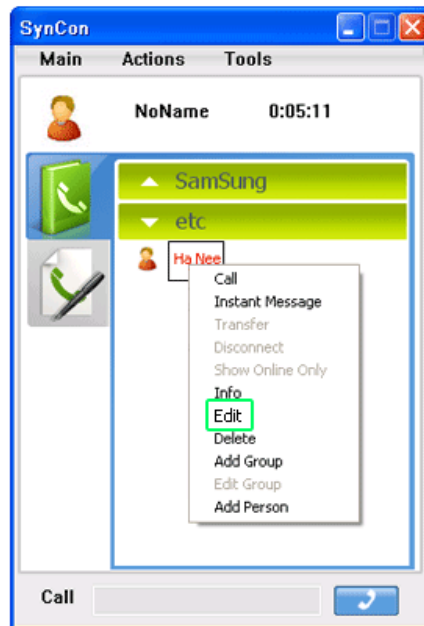 SynCon
Main Actions Tools
NoName 0:05:11
SamSung
etc
Ha Nee
Call
Instant Message
Transfer
Disconnect
Show Online Only
Info
Edit
Delete
Add Group
Edit Group
Add Person
Call